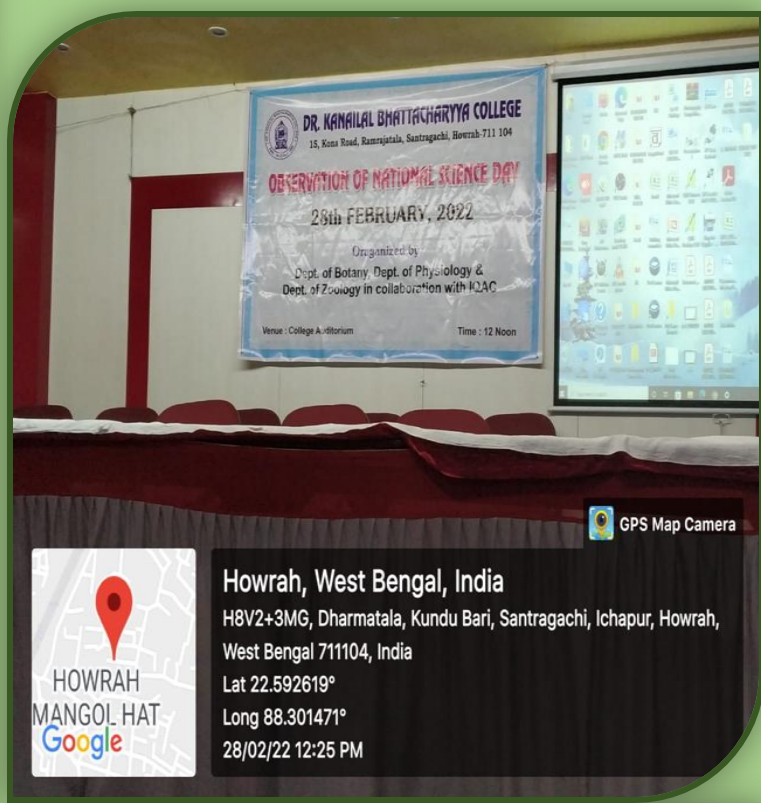 DR. KANAILAL BHATTACHARYYA COLLEGE
15, Kona Road, Ramrajatala, Santragachi, Howrah-711 104
OBSERVATION OF NATIONAL SCIENCE DAY
28th FEBRUARY, 2022
Organized by
Dept. of Botany, Dept. of Physiology &
Dept. of Zoology in collaboration with IQAC
Venue : College Auditorium
Time : 12 Noon
GPS Map Camera
HOWRAH
MANGOL HAT
Google
Howrah, West Bengal, India
H8V2+3MG, Dharmatala, Kundu Bari, Santragachi, Ichapur, Howrah,
West Bengal 711104, India
Lat 22.592619°
Long 88.301471°
28/02/22 12:25 PM